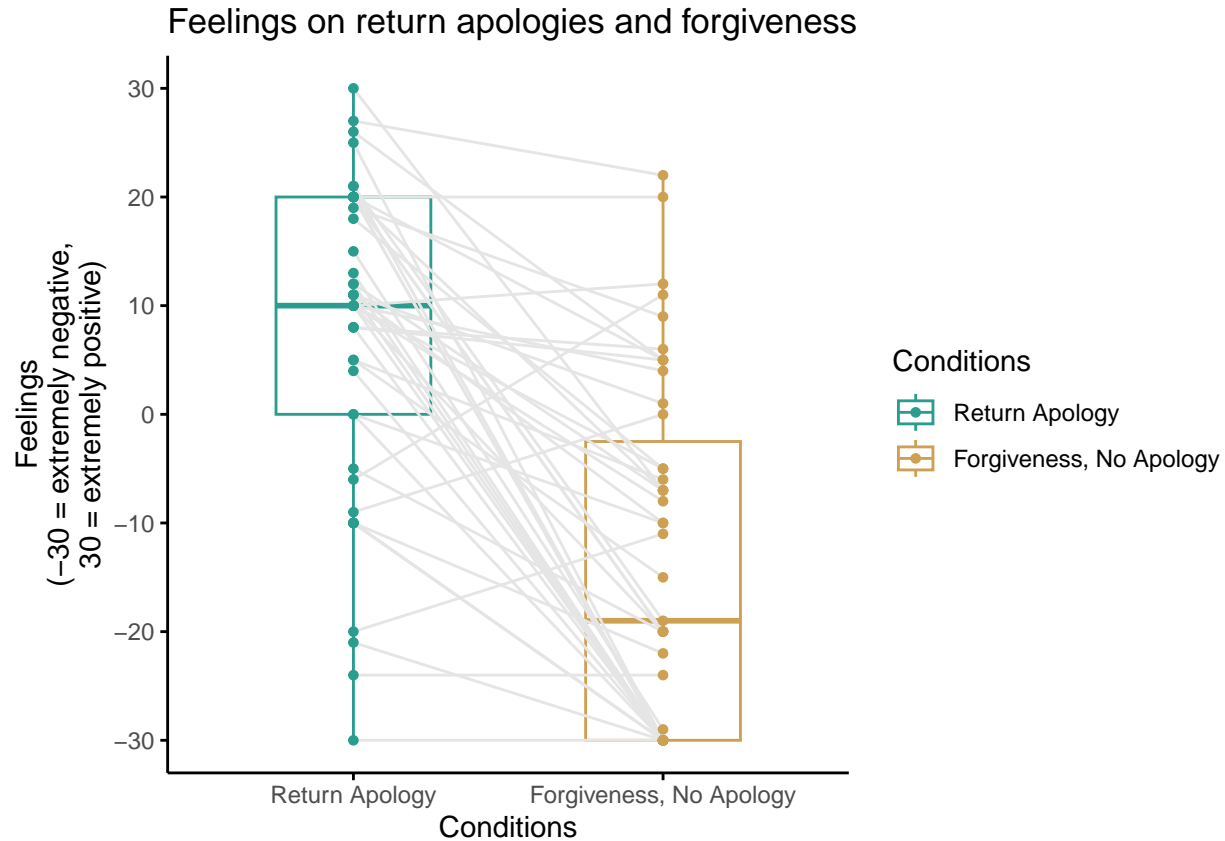 Feelings on return apologies and forgiveness
Feelings
(−30 = extremely negative,
30 = extremely positive)
30
20
10
0
−10
−20
−30
Return Apology
Forgiveness, No Apology
Conditions
Conditions
Return Apology
Forgiveness, No Apology